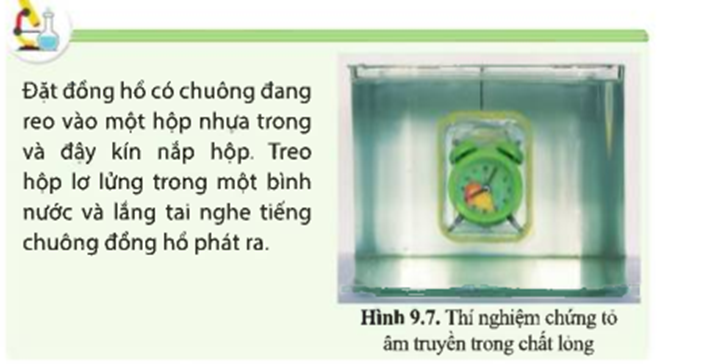 Đặt đồng hồ có chuông đang
reo vào một hộp nhựa trong
và đậy kín nắp hộp. Treo
hộp lơ lửng trong một bình
nước và lắng tai nghe tiếng
chuông đồng hồ phát ra.
Hình 9.7. Thí nghiệm chứng tỏ
âm truyền trong chất lỏng